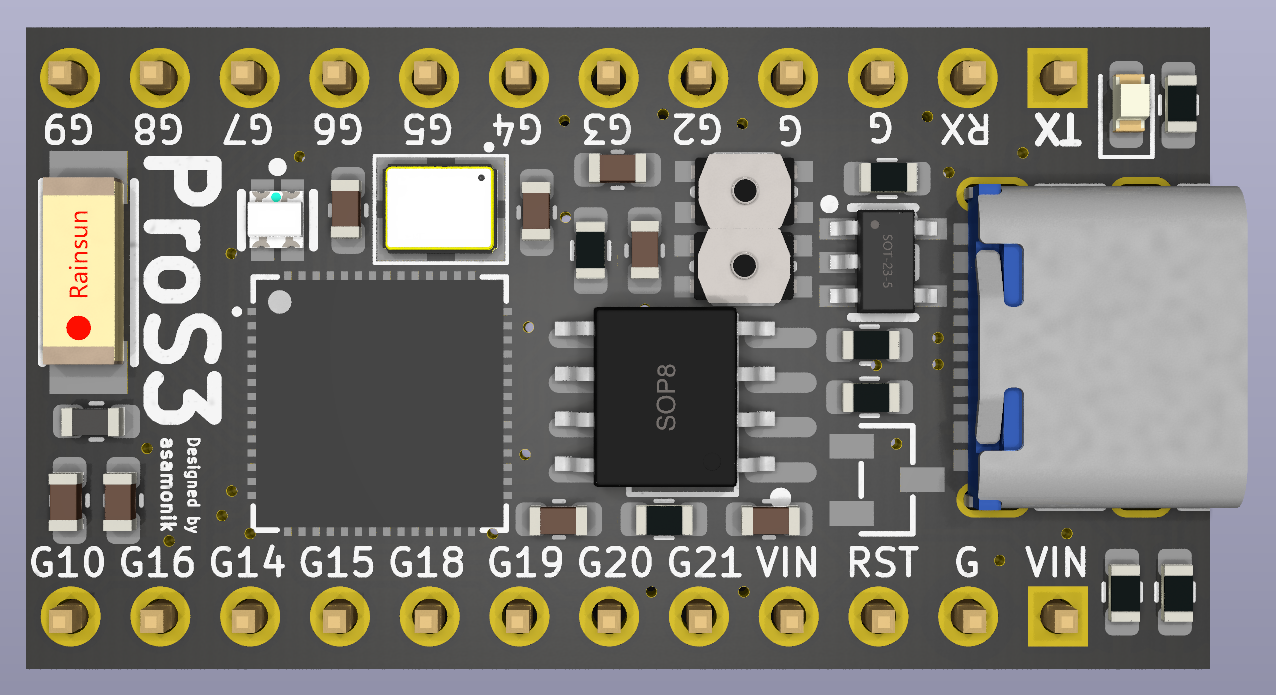 G9 G8 G7 G6 G5 G4 G3 G2 G G RX TX
Rainsun
ProS3
Designed by
asamonik
SOT-23-5
SOP8
G10 G16 G14 G15 G18 G19 G20 G21 VIN RST G VIN